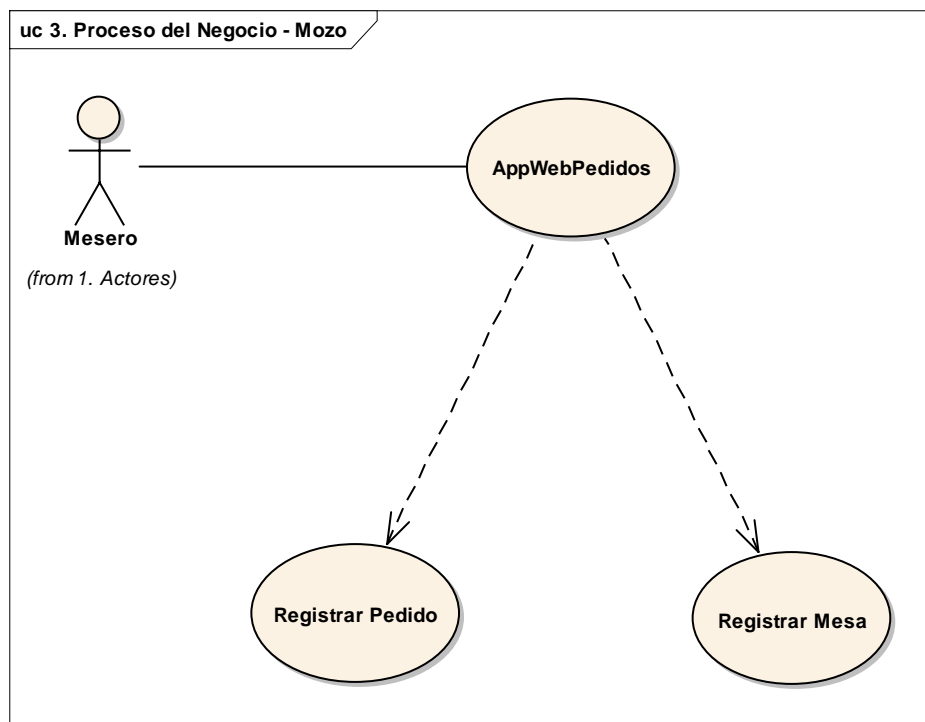 uc 3. Proceso del Negocio - Mozo
AppWebPedidos
Mesero
(from 1. Actores)
Registrar Pedido
Registrar Mesa